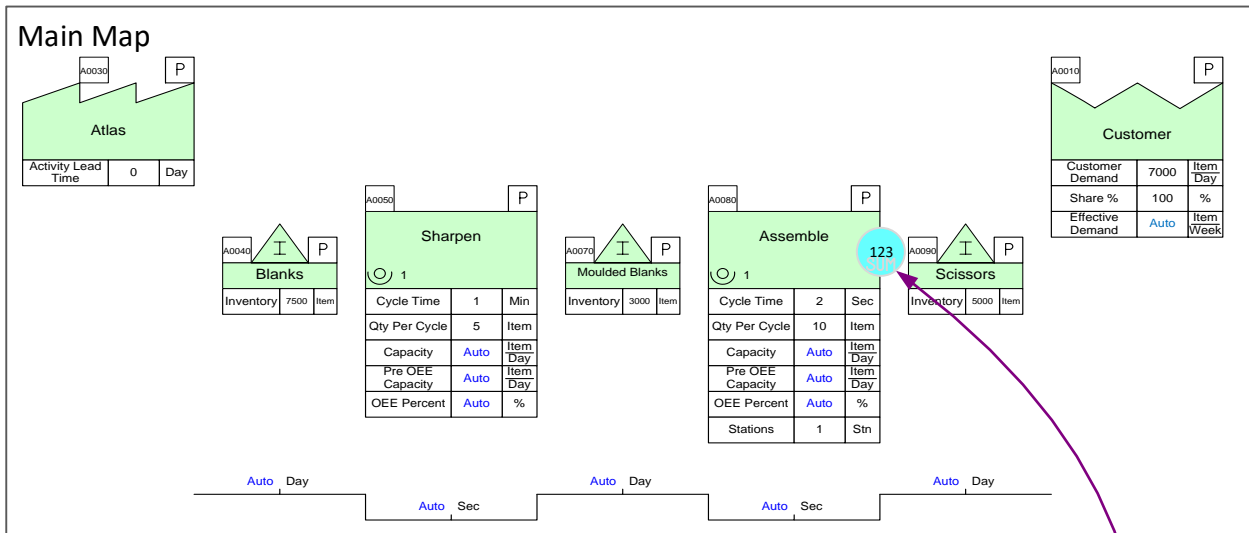 Main Map
A0030 P
Atlas
Activity Lead Time 0 Day
A0010 P
Customer
Customer Demand 7000 Item Day
Share % 100 %
Effective Demand Auto Item Week
A0040 I P
Blanks
Inventory 7500 Item
A0050 P
Sharpen
1
Cycle Time 1 Min
Qty Per Cycle 5 Item
Capacity Auto Item Day
Pre OEE Capacity Auto Item Day
OEE Percent Auto %
A0070 I P
Moulded Blanks
Inventory 3000 Item
A0080 P
Assemble
1
123
SUM
Cycle Time 2 Sec
Qty Per Cycle 10 Item
Capacity Auto Item Day
Pre OEE Capacity Auto Item Day
OEE Percent Auto %
Stations 1 Stn
A0090 I P
Scissors
Inventory 5000 Item
Auto Day
Auto Sec
Auto Day
Auto Sec
Auto Day